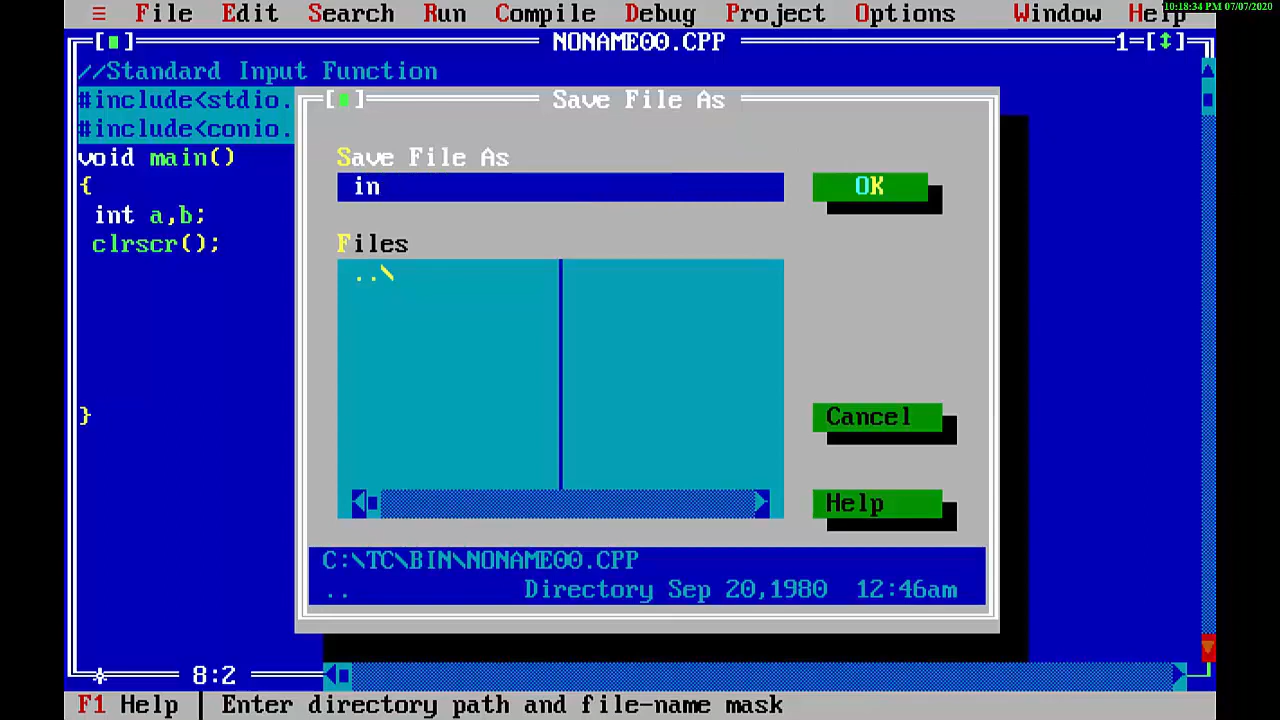 ≡ File Edit Search Run Compile Debug Project Options Window Help
10:18:34 PM 07/07/2020
[■] NONAME00.CPP 1=[↕]
//Standard Input Function
#include<stdio.
#include<conio.
void main()
{
int a,b;
clrscr();
}
[■] Save File As
Save File As
in
OK
Files
..\
Cancel
Help
C:\TC\BIN\NONAME00.CPP
.. Directory Sep 20,1980 12:46am
8:2
F1 Help │ Enter directory path and file-name mask